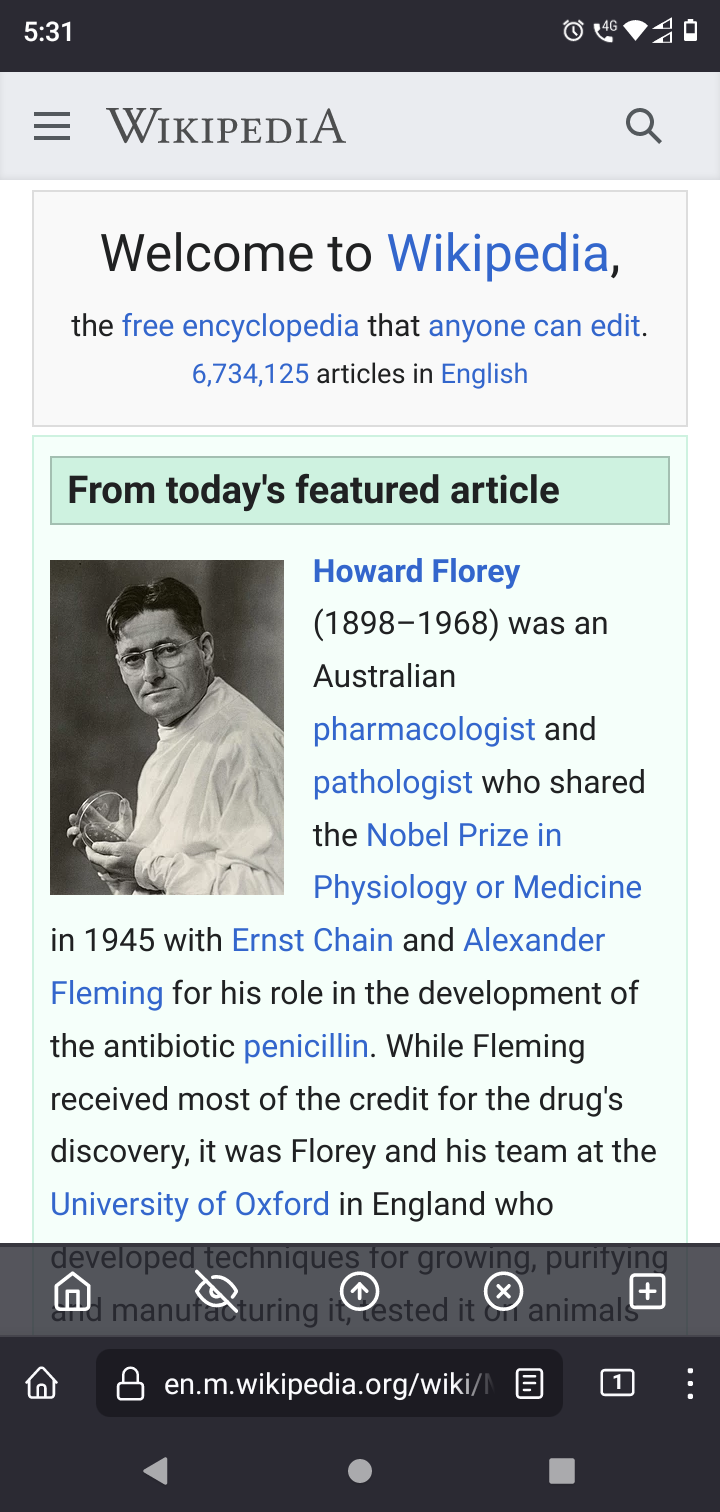 5:31
4G
WIKIPEDIA
Welcome to Wikipedia,
the free encyclopedia that anyone can edit.
6,734,125 articles in English
From today's featured article
Howard Florey
(1898–1968) was an
Australian
pharmacologist and
pathologist who shared
the Nobel Prize in
Physiology or Medicine
in 1945 with Ernst Chain and Alexander
Fleming for his role in the development of
the antibiotic penicillin. While Fleming
received most of the credit for the drug's
discovery, it was Florey and his team at the
University of Oxford in England who
developed techniques for growing, purifying
and manufacturing it, tested it on animals
en.m.wikipedia.org/wiki/M
1